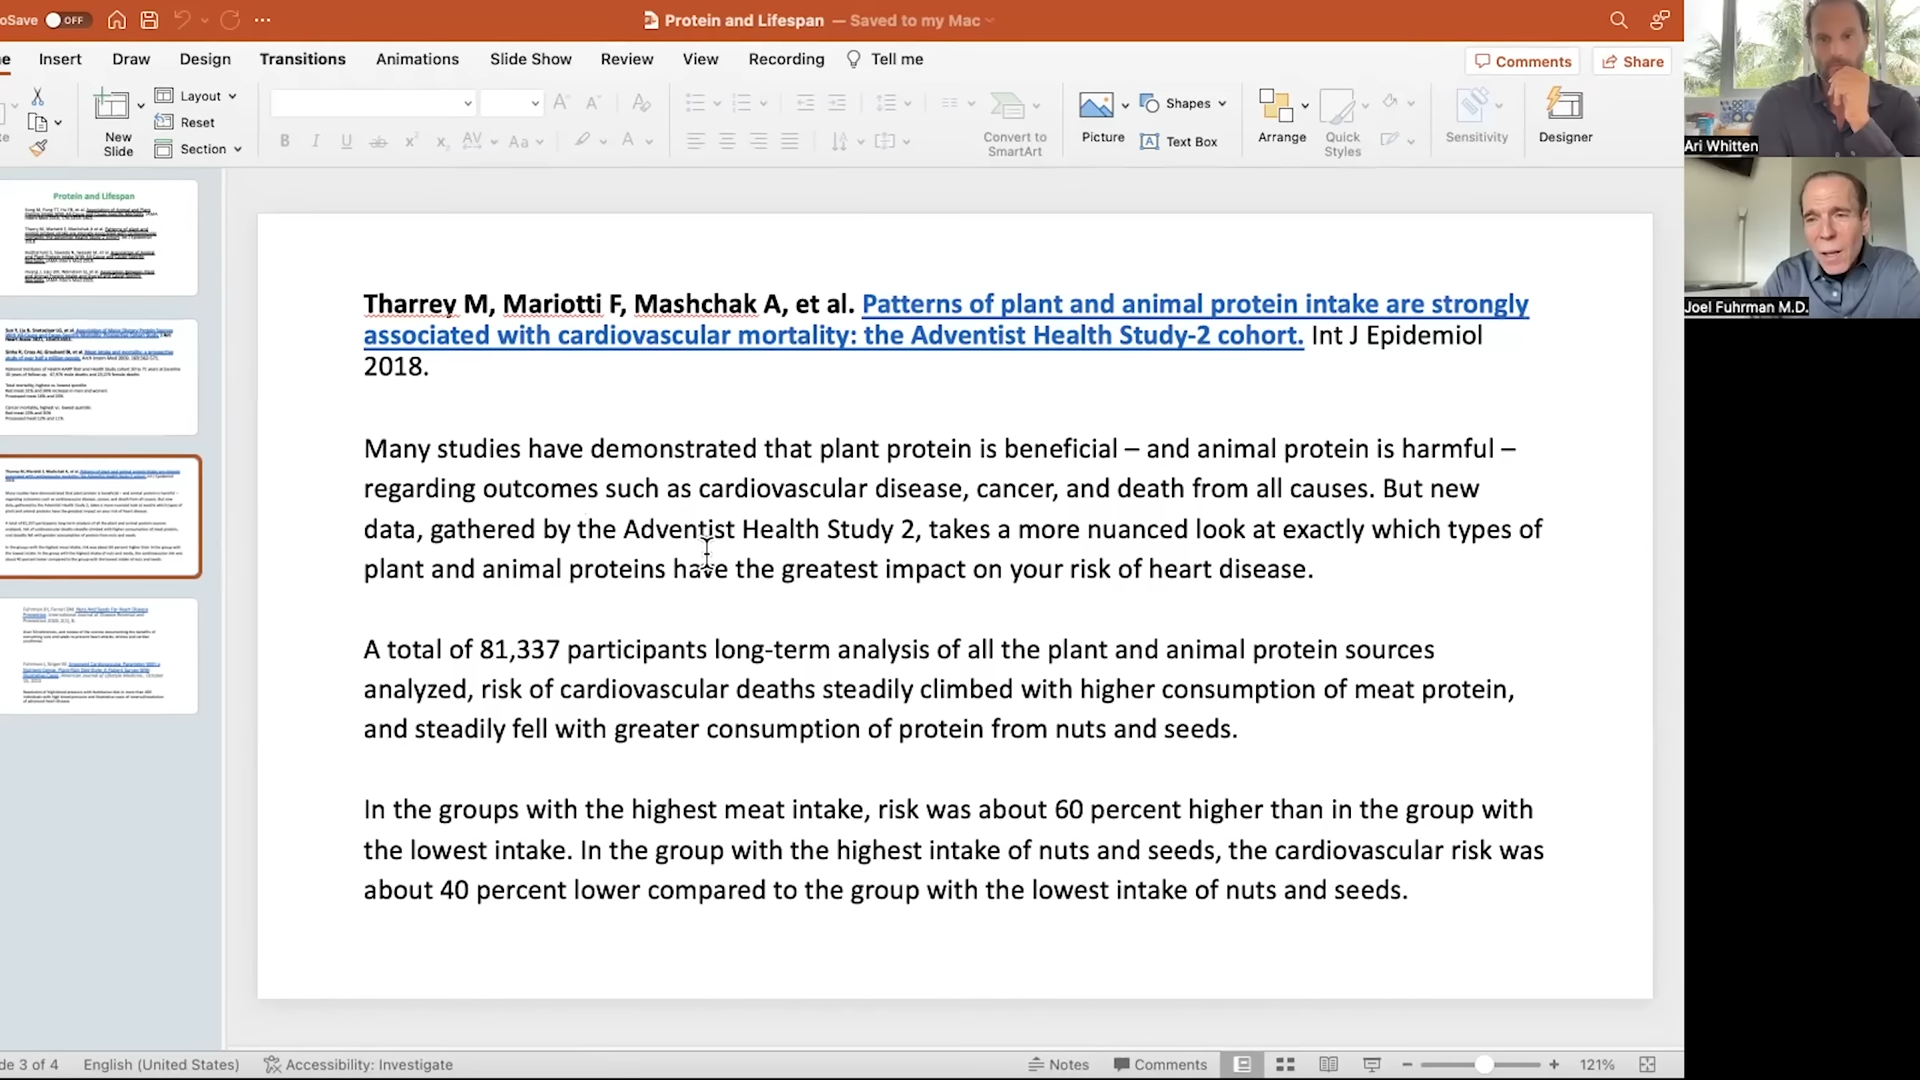 oSave OFF
Protein and Lifespan — Saved to my Mac
Insert Draw Design Transitions Animations Slide Show Review View Recording Tell me Comments Share
New Slide
Layout
Reset
Section
Convert to SmartArt
Picture
Shapes
Text Box
Arrange
Quick Styles
Sensitivity
Designer
Ari Whitten
Joel Fuhrman M.D.
Protein and Lifespan
Tharrey M, Mariotti F, Mashchak A, et al. Patterns of plant and animal protein intake are strongly
associated with cardiovascular mortality: the Adventist Health Study-2 cohort. Int J Epidemiol
2018.
Many studies have demonstrated that plant protein is beneficial – and animal protein is harmful –
regarding outcomes such as cardiovascular disease, cancer, and death from all causes. But new
data, gathered by the Adventist Health Study 2, takes a more nuanced look at exactly which types of
plant and animal proteins have the greatest impact on your risk of heart disease.
A total of 81,337 participants long-term analysis of all the plant and animal protein sources
analyzed, risk of cardiovascular deaths steadily climbed with higher consumption of meat protein,
and steadily fell with greater consumption of protein from nuts and seeds.
In the groups with the highest meat intake, risk was about 60 percent higher than in the group with
the lowest intake. In the group with the highest intake of nuts and seeds, the cardiovascular risk was
about 40 percent lower compared to the group with the lowest intake of nuts and seeds.
de 3 of 4 English (United States) Accessibility: Investigate Notes Comments 121%